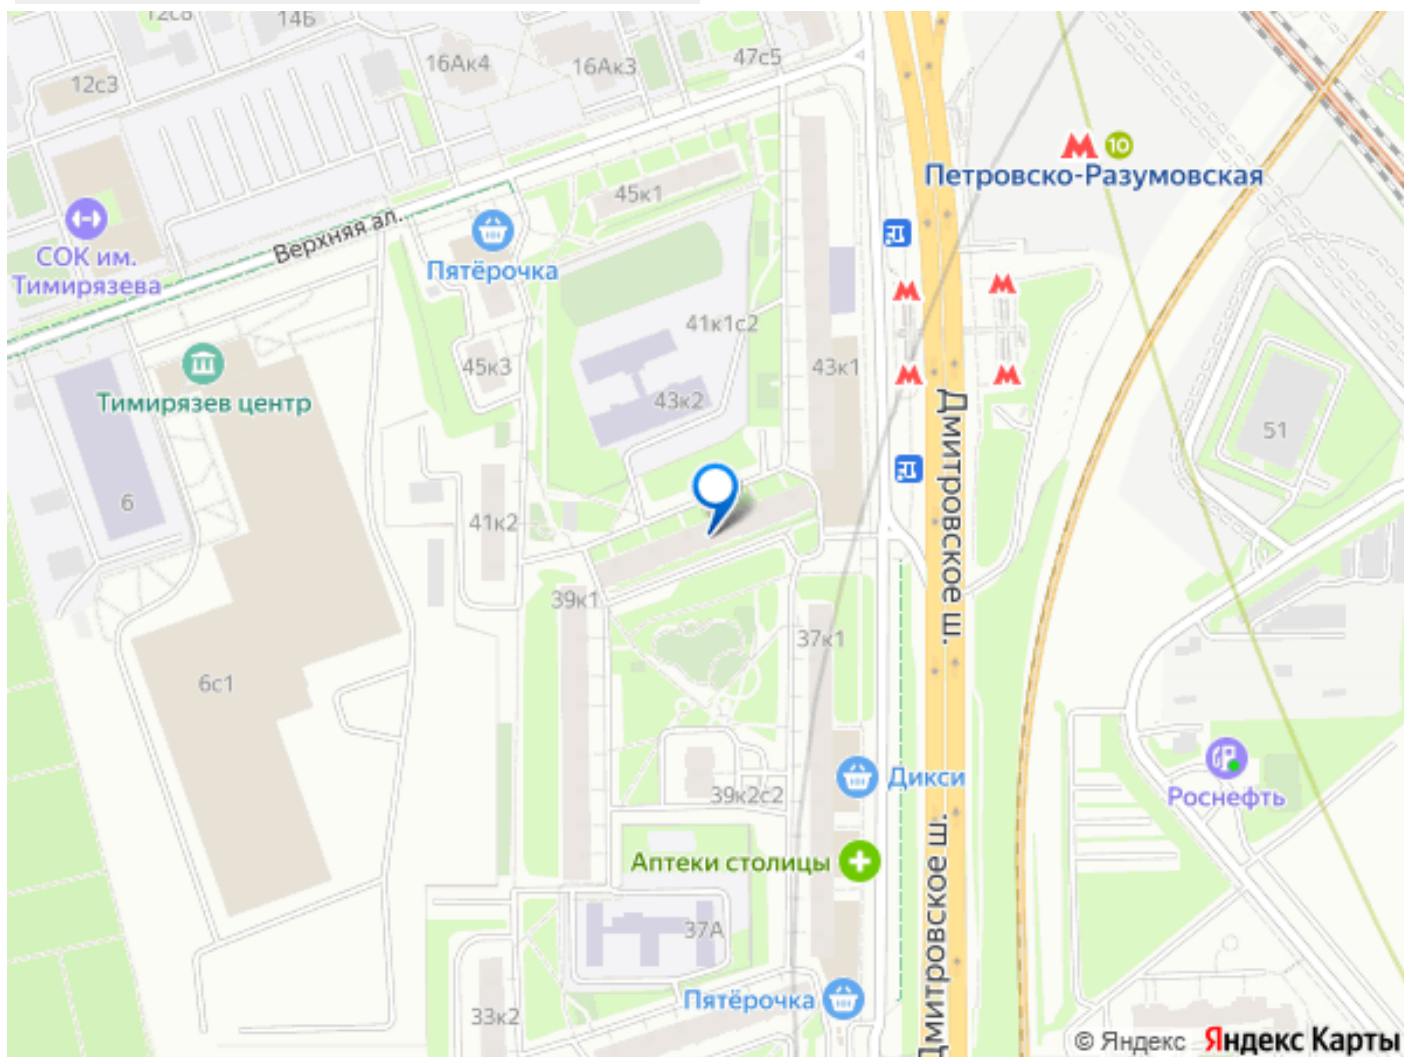 12с8
14Б
16Ак4
16Ак3
47с5
12с3
10
Петровско-Разумовская
45к1
Верхняя ал.
СОК им.
Тимирязева
Пятёрочка
41к1с2
45к3
43к1
Тимирязев центр
43к2
Дмитровское ш.
51
6
41к2
39к1
37к1
6с1
Дикси
39к2с2
Роснефть
Аптеки столицы
Дмитровское ш.
37А
Пятёрочка
33к2
© Яндекс Яндекс Карты